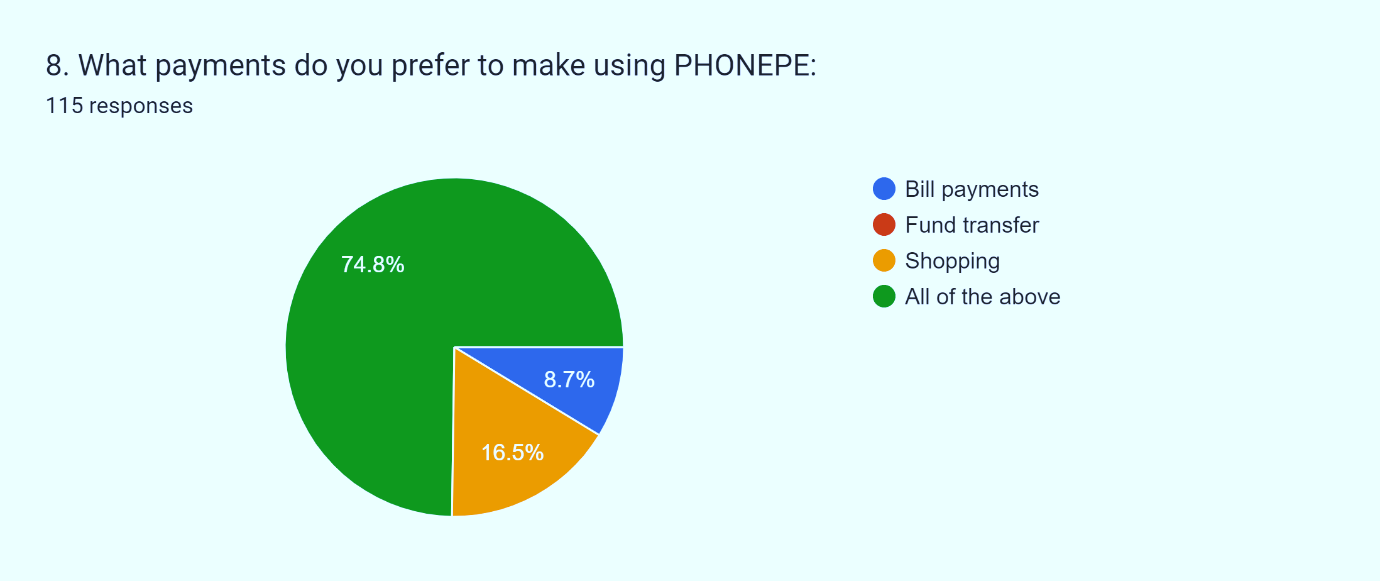 8. What payments do you prefer to make using PHONEPE:
115 responses
Bill payments
Fund transfer
Shopping
All of the above
74.8%
8.7%
16.5%